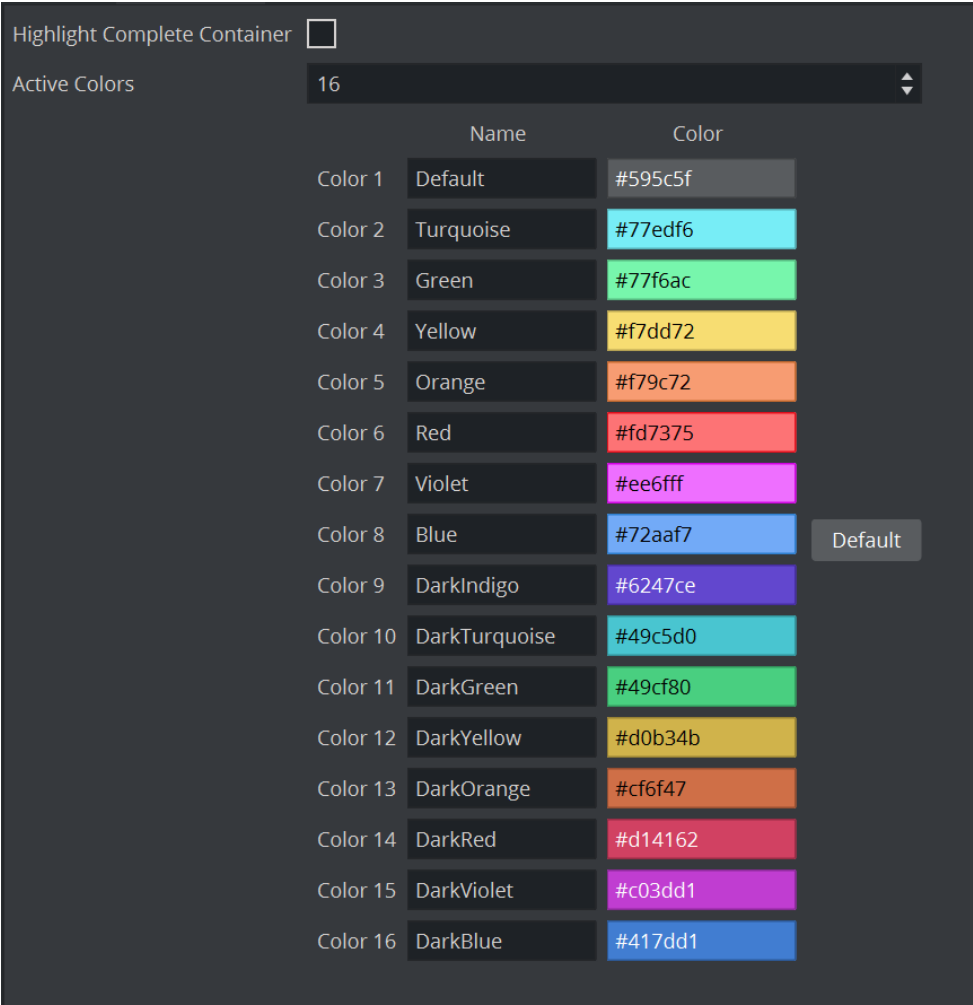 Highlight Complete Container
Active Colors 16
Name Color
Color 1 Default #595c5f
Color 2 Turquoise #77edf6
Color 3 Green #77f6ac
Color 4 Yellow #f7dd72
Color 5 Orange #f79c72
Color 6 Red #fd7375
Color 7 Violet #ee6fff
Color 8 Blue #72aaf7 Default
Color 9 DarkIndigo #6247ce
Color 10 DarkTurquoise #49c5d0
Color 11 DarkGreen #49cf80
Color 12 DarkYellow #d0b34b
Color 13 DarkOrange #cf6f47
Color 14 DarkRed #d14162
Color 15 DarkViolet #c03dd1
Color 16 DarkBlue #417dd1